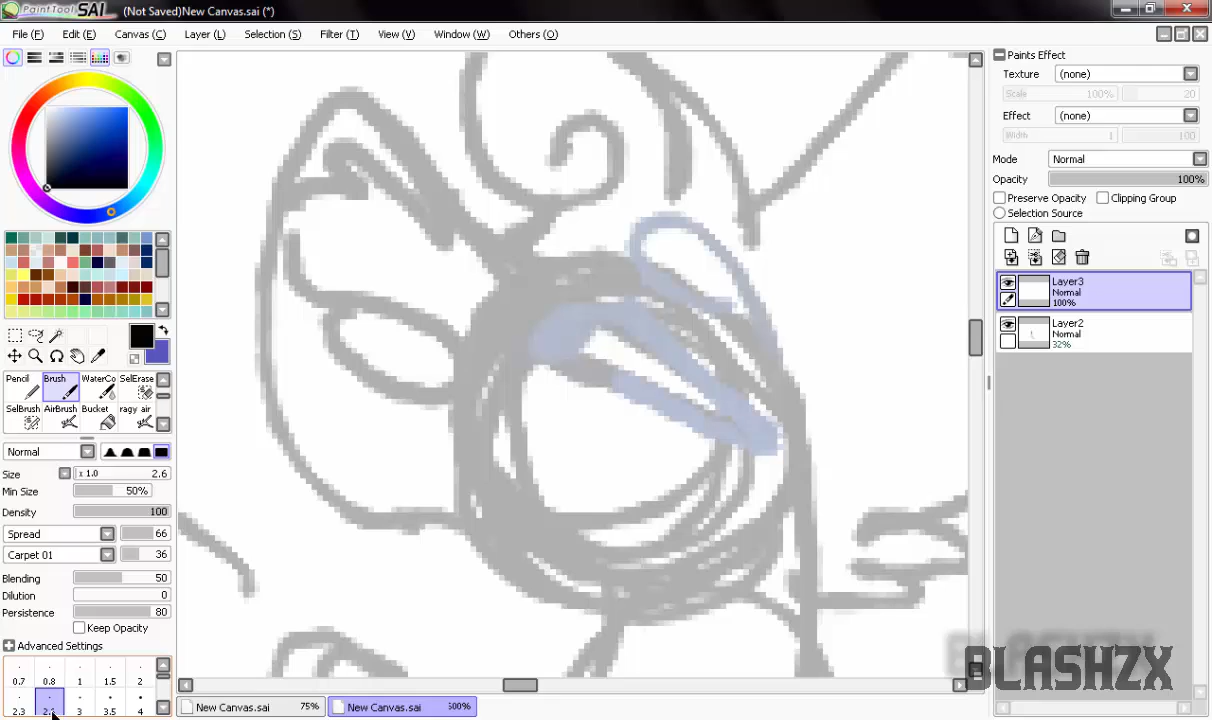 PaintTool SAI (Not Saved)New Canvas.sai (*)
File (F) Edit (E) Canvas (C) Layer (L) Selection (S) Filter (T) View (V) Window (W) Others (O)
Paints Effect
Texture (none)
Scale 100% 20
Effect (none)
Width 1 100
Mode Normal
Opacity 100%
Preserve Opacity Clipping Group
Selection Source
Layer3
Normal
100%
Layer2
Normal
32%
Pencil Brush WaterCo SelErase
SelBrush AirBrush Bucket ragy air
Normal
Size x 1.0 2.6
Min Size 50%
Density 100
Spread 66
Carpet 01 36
Blending 50
Dilution 0
Persistence 80
Keep Opacity
Advanced Settings
0.7 0.8 1 1.5 2
2.3 2.6 3 3.5 4
New Canvas.sai 75% New Canvas.sai 500%
BLASHZX